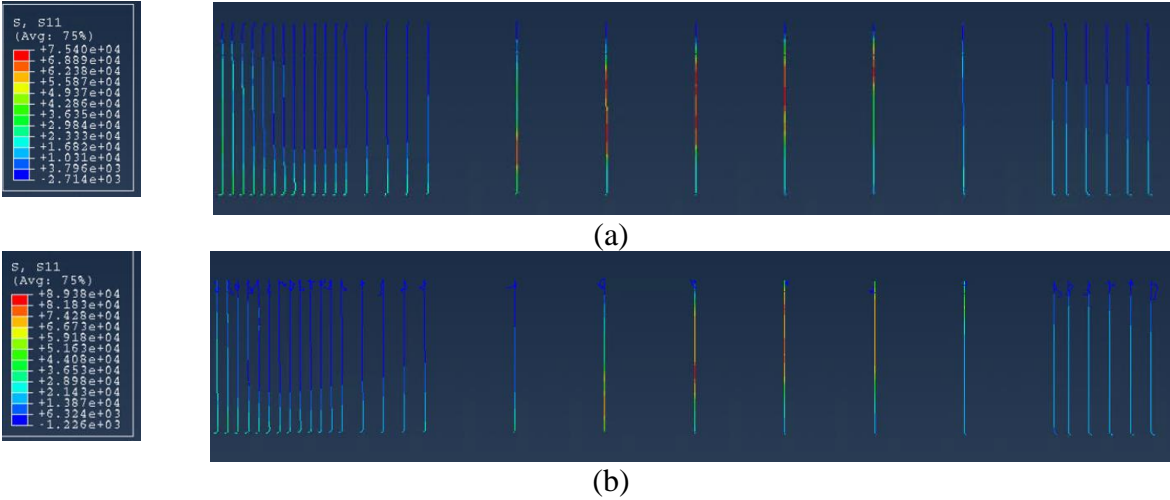 S, S11
(Avg: 75%)
+7.540e+04
+6.889e+04
+6.238e+04
+5.587e+04
+4.937e+04
+4.286e+04
+3.635e+04
+2.984e+04
+2.333e+04
+1.682e+04
+1.031e+04
+3.796e+03
-2.714e+03
(a)
S, S11
(Avg: 75%)
+8.938e+04
+8.183e+04
+7.428e+04
+6.673e+04
+5.918e+04
+5.163e+04
+4.408e+04
+3.653e+04
+2.898e+04
+2.143e+04
+1.387e+04
+6.324e+03
-1.226e+03
(b)